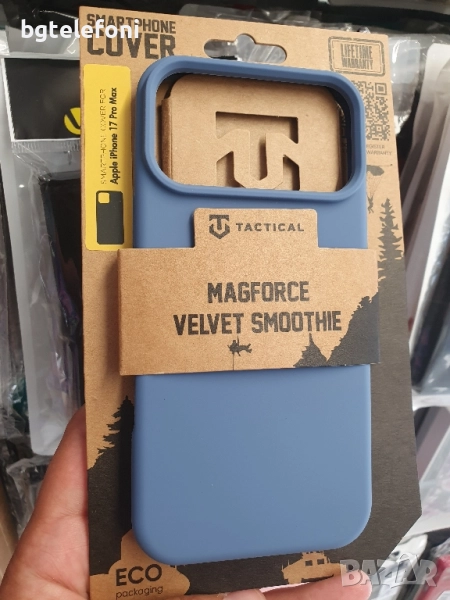 bgtelefoni
SMARTPHONE
COVER
LIFETIME
WARRANTY
SMARTPHONE COVER FOR
Apple iPhone 17 Pro Max
TACTICAL
MAGFORCE
VELVET SMOOTHIE
ECO
packaging
BAZAR